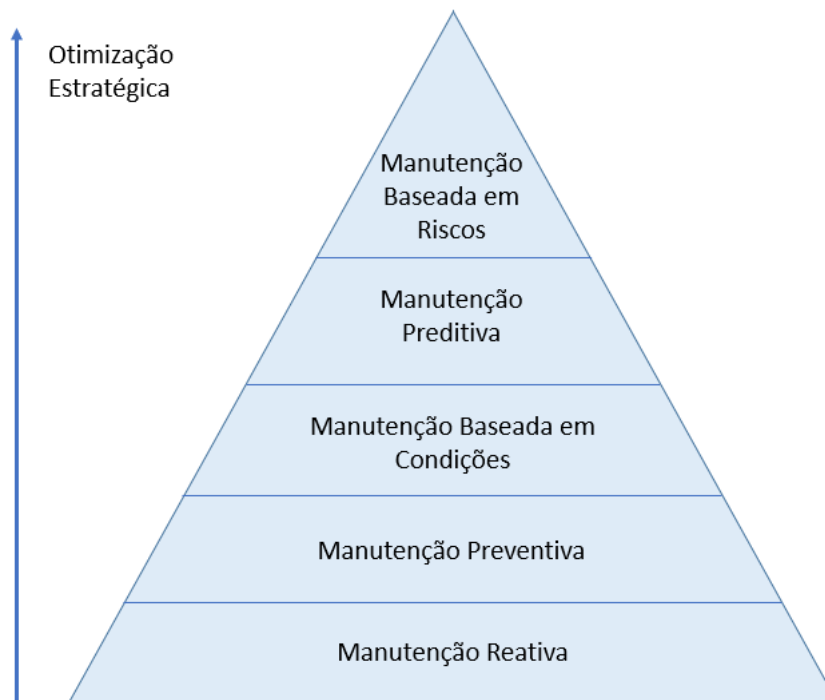 Otimização
Estratégica
Manutenção
Baseada em
Riscos
Manutenção
Preditiva
Manutenção Baseada em
Condições
Manutenção Preventiva
Manutenção Reativa